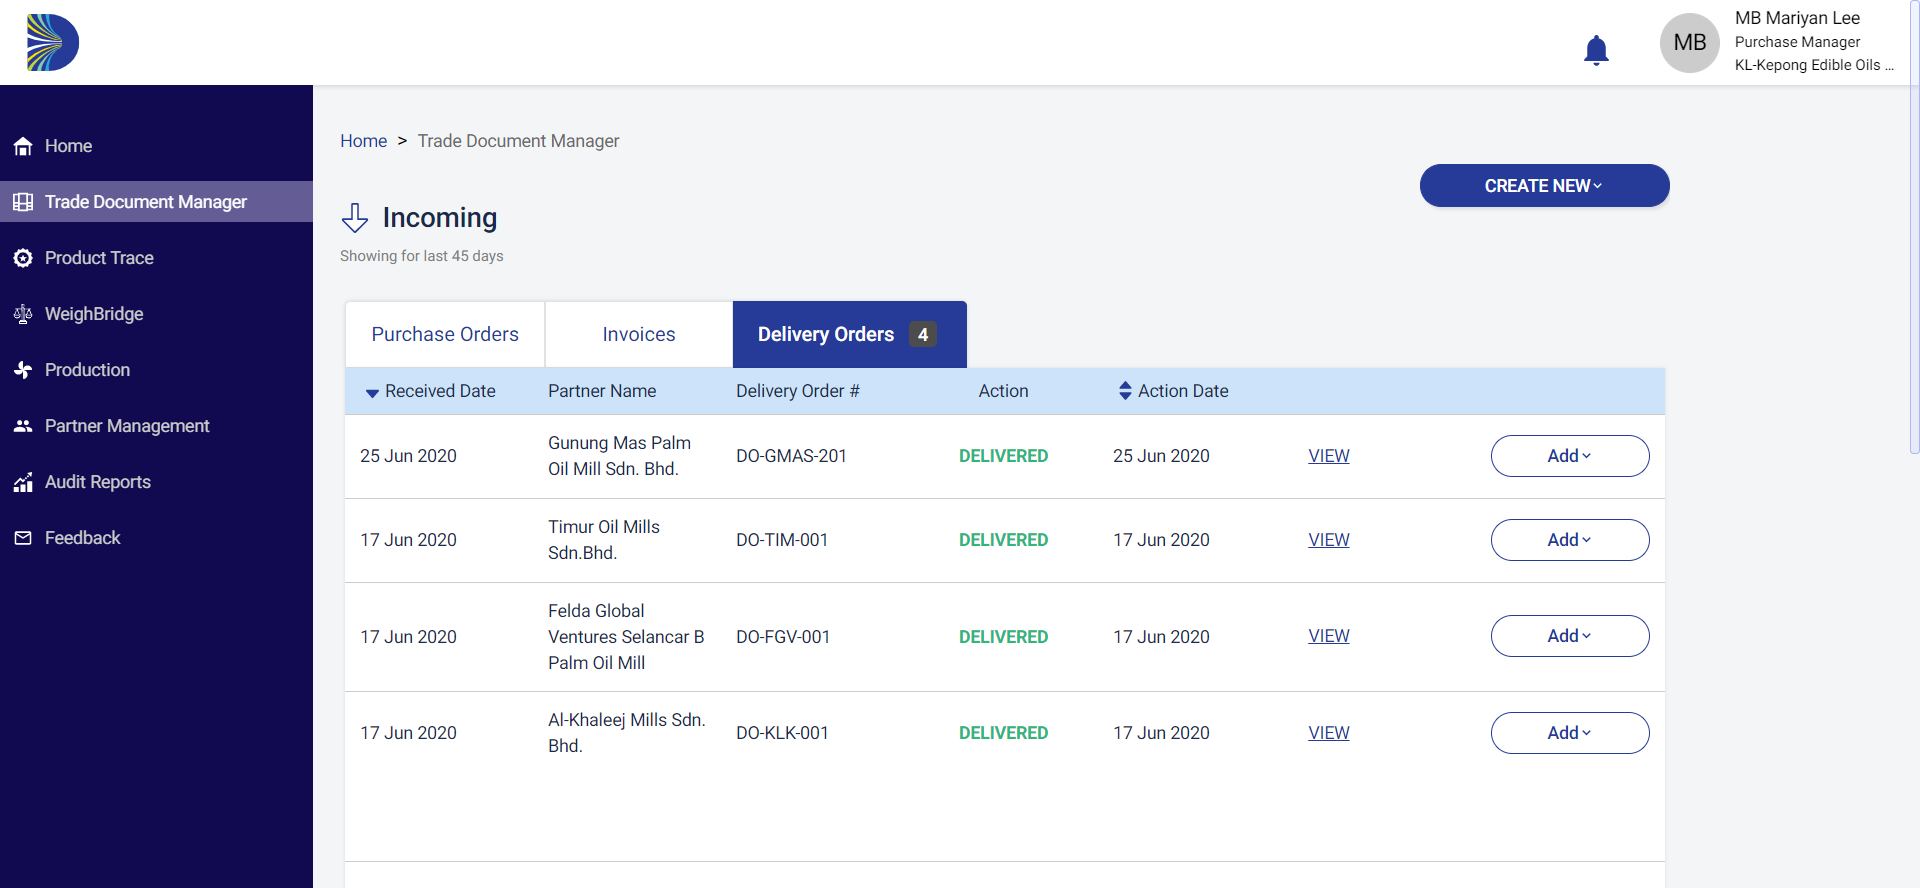 MB
MB Mariyan Lee
Purchase Manager
KL-Kepong Edible Oils ...
Home
Trade Document Manager
Product Trace
WeighBridge
Production
Partner Management
Audit Reports
Feedback
Home > Trade Document Manager
CREATE NEW
Incoming
Showing for last 45 days
Purchase Orders Invoices Delivery Orders 4
Received Date Partner Name Delivery Order # Action Action Date
25 Jun 2020 Gunung Mas Palm DO-GMAS-201 DELIVERED 25 Jun 2020 VIEW Add
Oil Mill Sdn. Bhd.
17 Jun 2020 Timur Oil Mills DO-TIM-001 DELIVERED 17 Jun 2020 VIEW Add
Sdn.Bhd.
Felda Global
17 Jun 2020 Ventures Selancar B DO-FGV-001 DELIVERED 17 Jun 2020 VIEW Add
Palm Oil Mill
17 Jun 2020 Al-Khaleej Mills Sdn. DO-KLK-001 DELIVERED 17 Jun 2020 VIEW Add
Bhd.